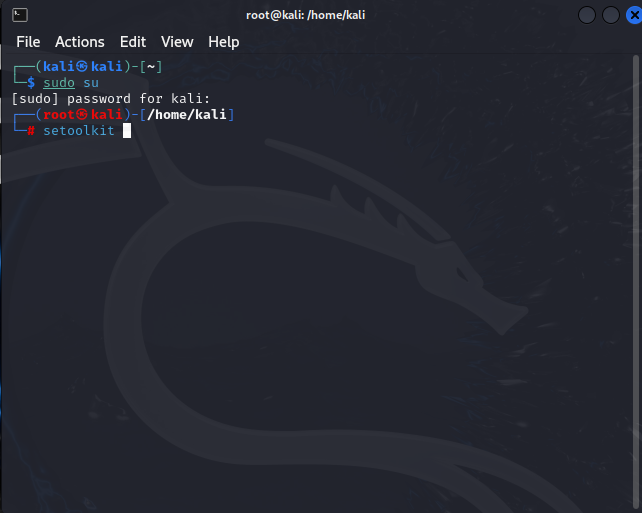 root@kali: /home/kali
File Actions Edit View Help
┌──(kali㉿kali)-[~]
└─$ sudo su
[sudo] password for kali:
┌──(root㉿kali)-[/home/kali]
└─# setoolkit